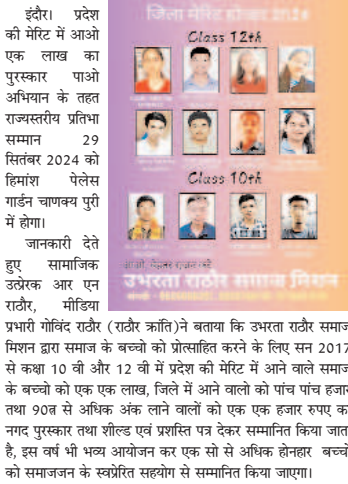 जिला मेरिट होल्डर 2024
Class 12th
Class 10th
उभरता राठौर समाज मिशन
इंदौर। प्रदेश
की मेरिट में आओ
एक लाख का
पुरस्कार पाओ
अभियान के तहत
राज्यस्तरीय प्रतिभा
सम्मान 29
सितंबर 2024 को
हिमांश पेलेस
गार्डन चाणक्य पुरी
में होगा।
जानकारी देते
हुए सामाजिक
उत्प्रेरक आर एन
राठौर, मीडिया
प्रभारी गोविंद राठौर (राठौर क्रांति)ने बताया कि उभरता राठौर समाज
मिशन द्वारा समाज के बच्चो को प्रोत्साहित करने के लिए सन 2017
से कक्षा 10 वी और 12 वी में प्रदेश की मेरिट में आने वाले समाज
के बच्चो को एक एक लाख, जिले में आने वालो को पांच पांच हजार
तथा 90त्न से अधिक अंक लाने वालों को एक एक हजार रुपए का
नगद पुरस्कार तथा शील्ड एवं प्रशस्ति पत्र देकर सम्मानित किया जाता
है, इस वर्ष भी भव्य आयोजन कर एक सो से अधिक होनहार बच्चो
को समाजजन के स्वप्रेरित सहयोग से सम्मानित किया जाएगा।